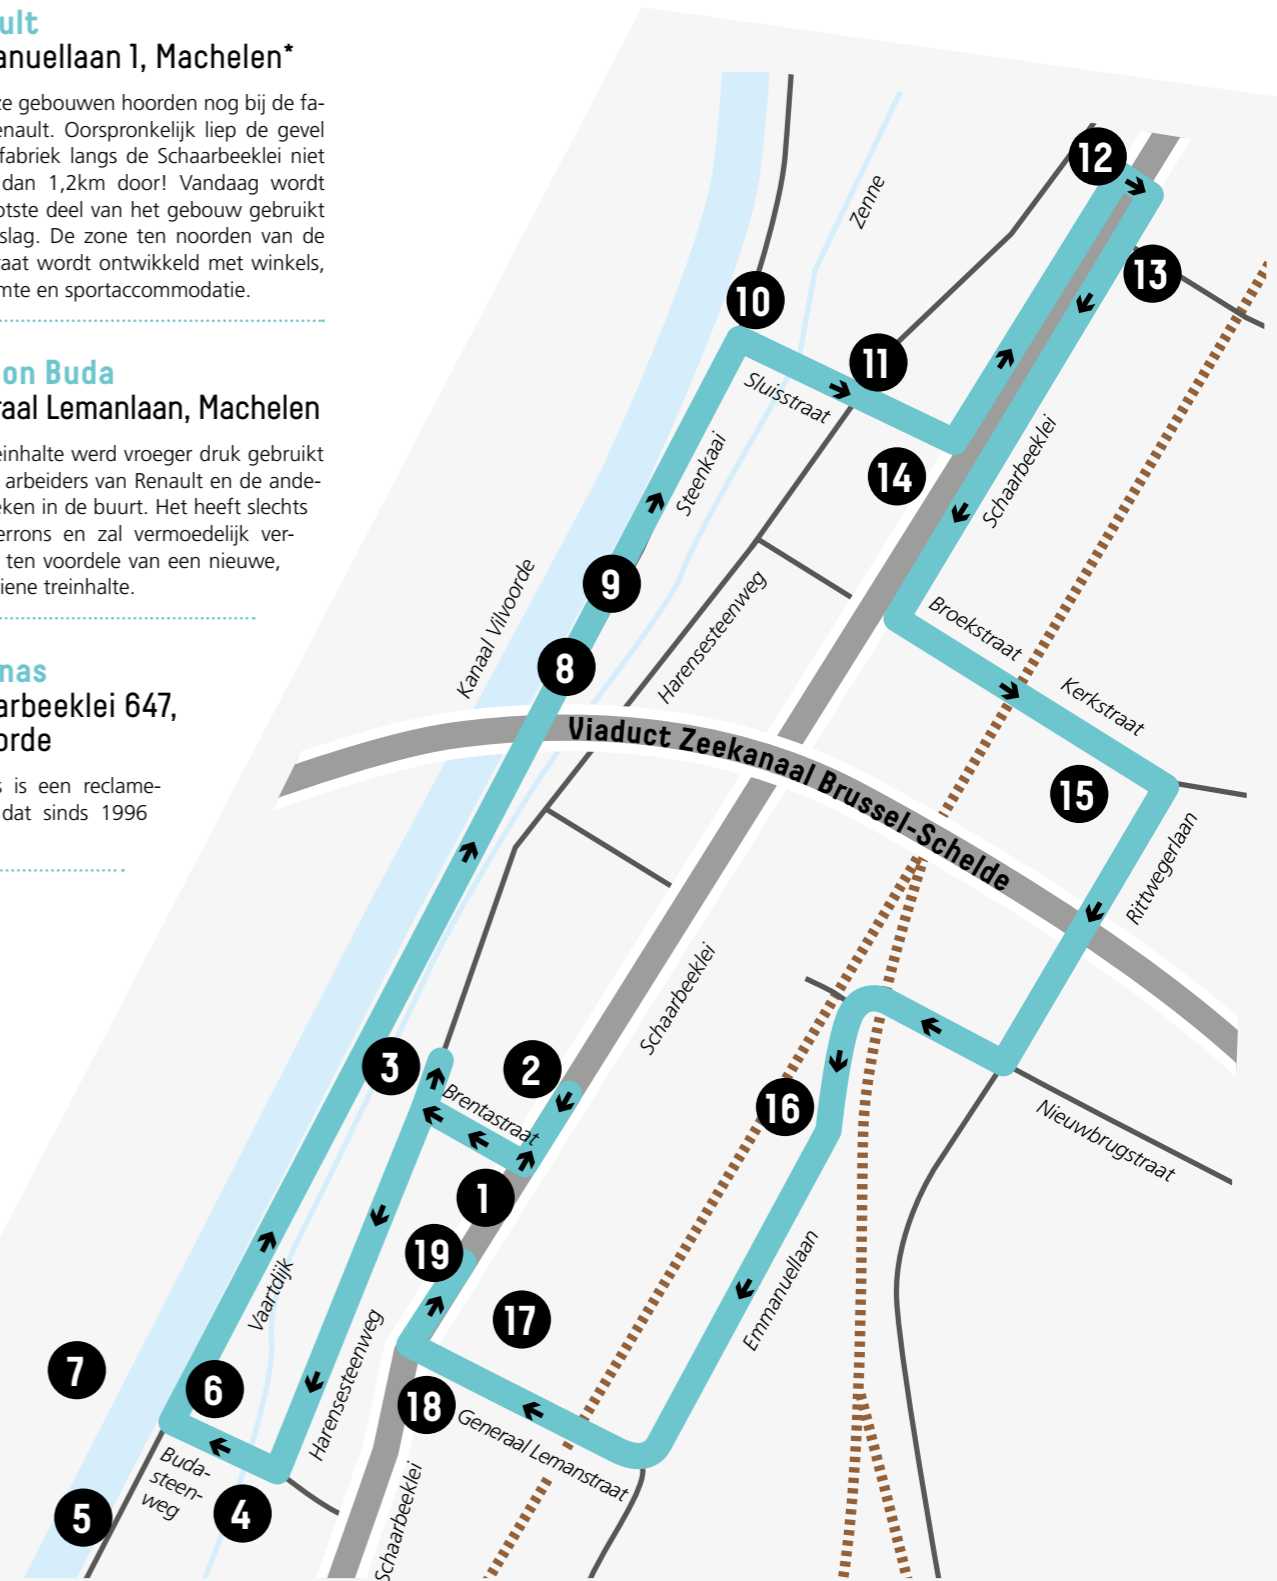 ult
anuellaan 1, Machelen*
ze gebouwen hoorden nog bij de fa-
enault. Oorspronkelijk liep de gevel
fabriek langs de Schaarbeeklei niet
dan 1,2km door! Vandaag wordt
otste deel van het gebouw gebruikt
slag. De zone ten noorden van de
raat wordt ontwikkeld met winkels,
mte en sportaccommodatie.
on Buda
raal Lemanlaan, Machelen
einhalte werd vroeger druk gebruikt
arbeiders van Renault en de ande-
eken in de buurt. Het heeft slechts
errons en zal vermoedelijk ver-
ten voordele van een nieuwe,
iene treinhalte.
nas
arbeeklei 647,
orde
s is een reclame-
dat sinds 1996
12
Zenne
13
10
11
Sluisstraat
14
Schaarbeeklei
Steenkaai
9
Kanaal Vilvoorde
Harensesteenweg
8
Broekstraat
Kerkstraat
Viaduct Zeekanaal Brussel-Schelde
15
Rittwegerlaan
Schaarbeeklei
3
2
Brentastraat
16
Nieuwbrugstraat
1
19
Vaartdijk
17
Emmanuellaan
Harensesteenweg
7
6
18
Generaal Lemanstraat
Buda-
steen-
weg
5
4
Schaarbeeklei